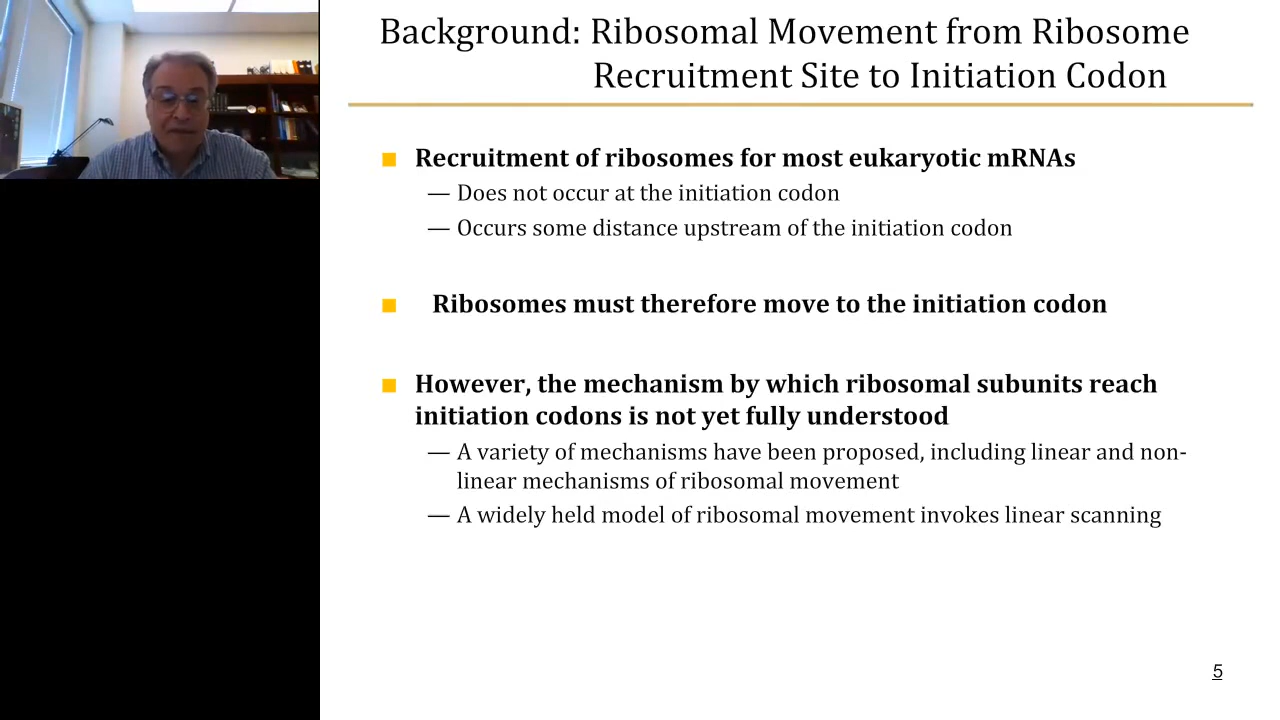 Background: Ribosomal Movement from Ribosome
Recruitment Site to Initiation Codon
■ Recruitment of ribosomes for most eukaryotic mRNAs
— Does not occur at the initiation codon
— Occurs some distance upstream of the initiation codon
■ Ribosomes must therefore move to the initiation codon
■ However, the mechanism by which ribosomal subunits reach
initiation codons is not yet fully understood
— A variety of mechanisms have been proposed, including linear and non-
linear mechanisms of ribosomal movement
— A widely held model of ribosomal movement invokes linear scanning
5